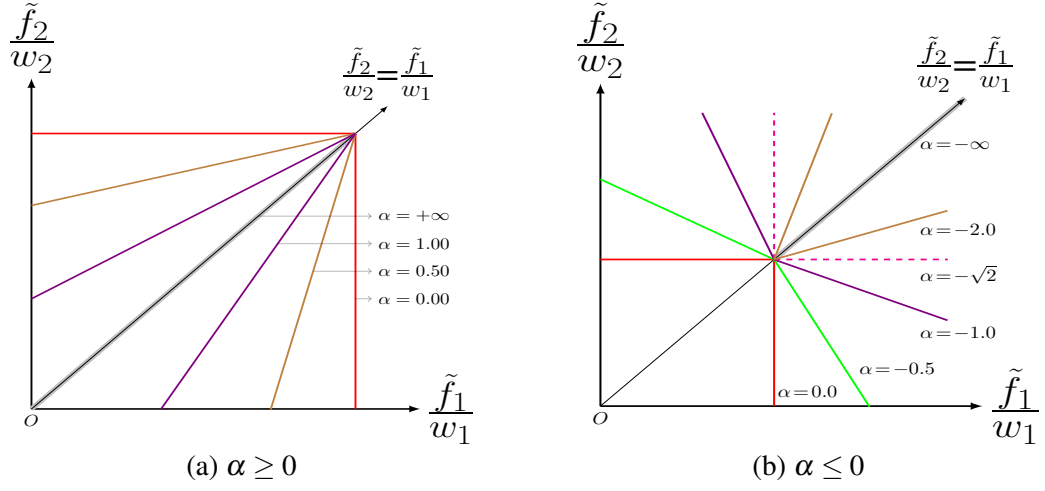 f̃₂/w₂
f̃₂/w₂=f̃₁/w₁
α = +∞
α = 1.00
α = 0.50
α = 0.00
O
f̃₁/w₁
(a) α ≥ 0
f̃₂/w₂
f̃₂/w₂=f̃₁/w₁
α=−∞
α=−2.0
α=−√2
α=−1.0
α=−0.5
α=0.0
O
f̃₁/w₁
(b) α ≤ 0